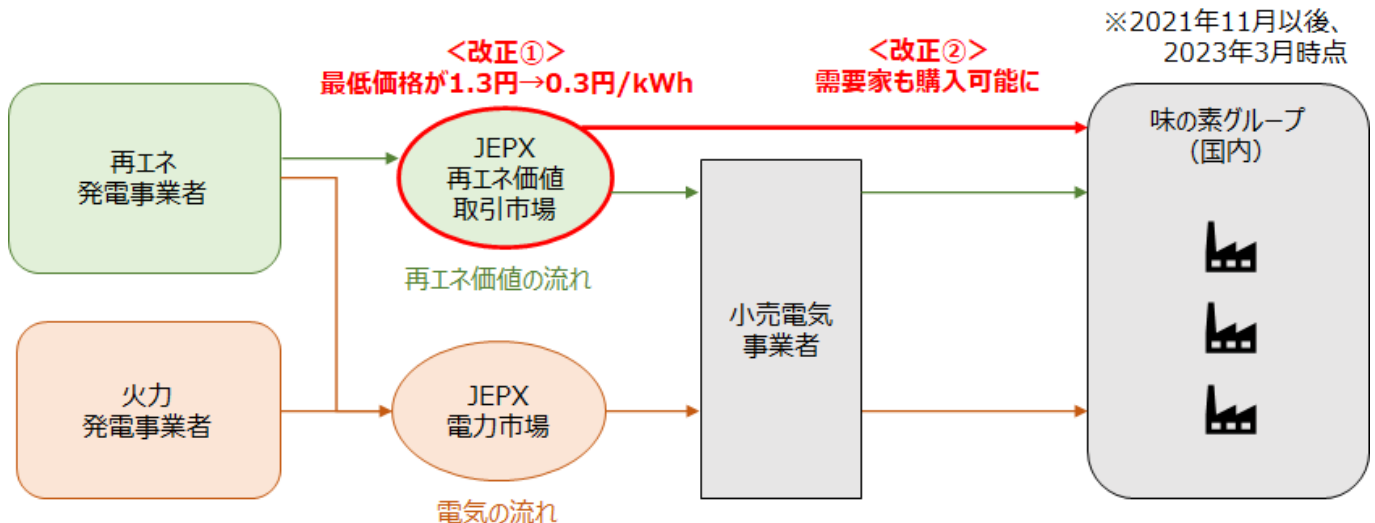 ※2021年11月以後、
2023年3月時点
＜改正①＞
最低価格が1.3円→0.3円/kWh
＜改正②＞
需要家も購入可能に
再エネ
発電事業者
JEPX
再エネ価値
取引市場
味の素グループ
（国内）
再エネ価値の流れ
小売電気
事業者
火力
発電事業者
JEPX
電力市場
電気の流れ